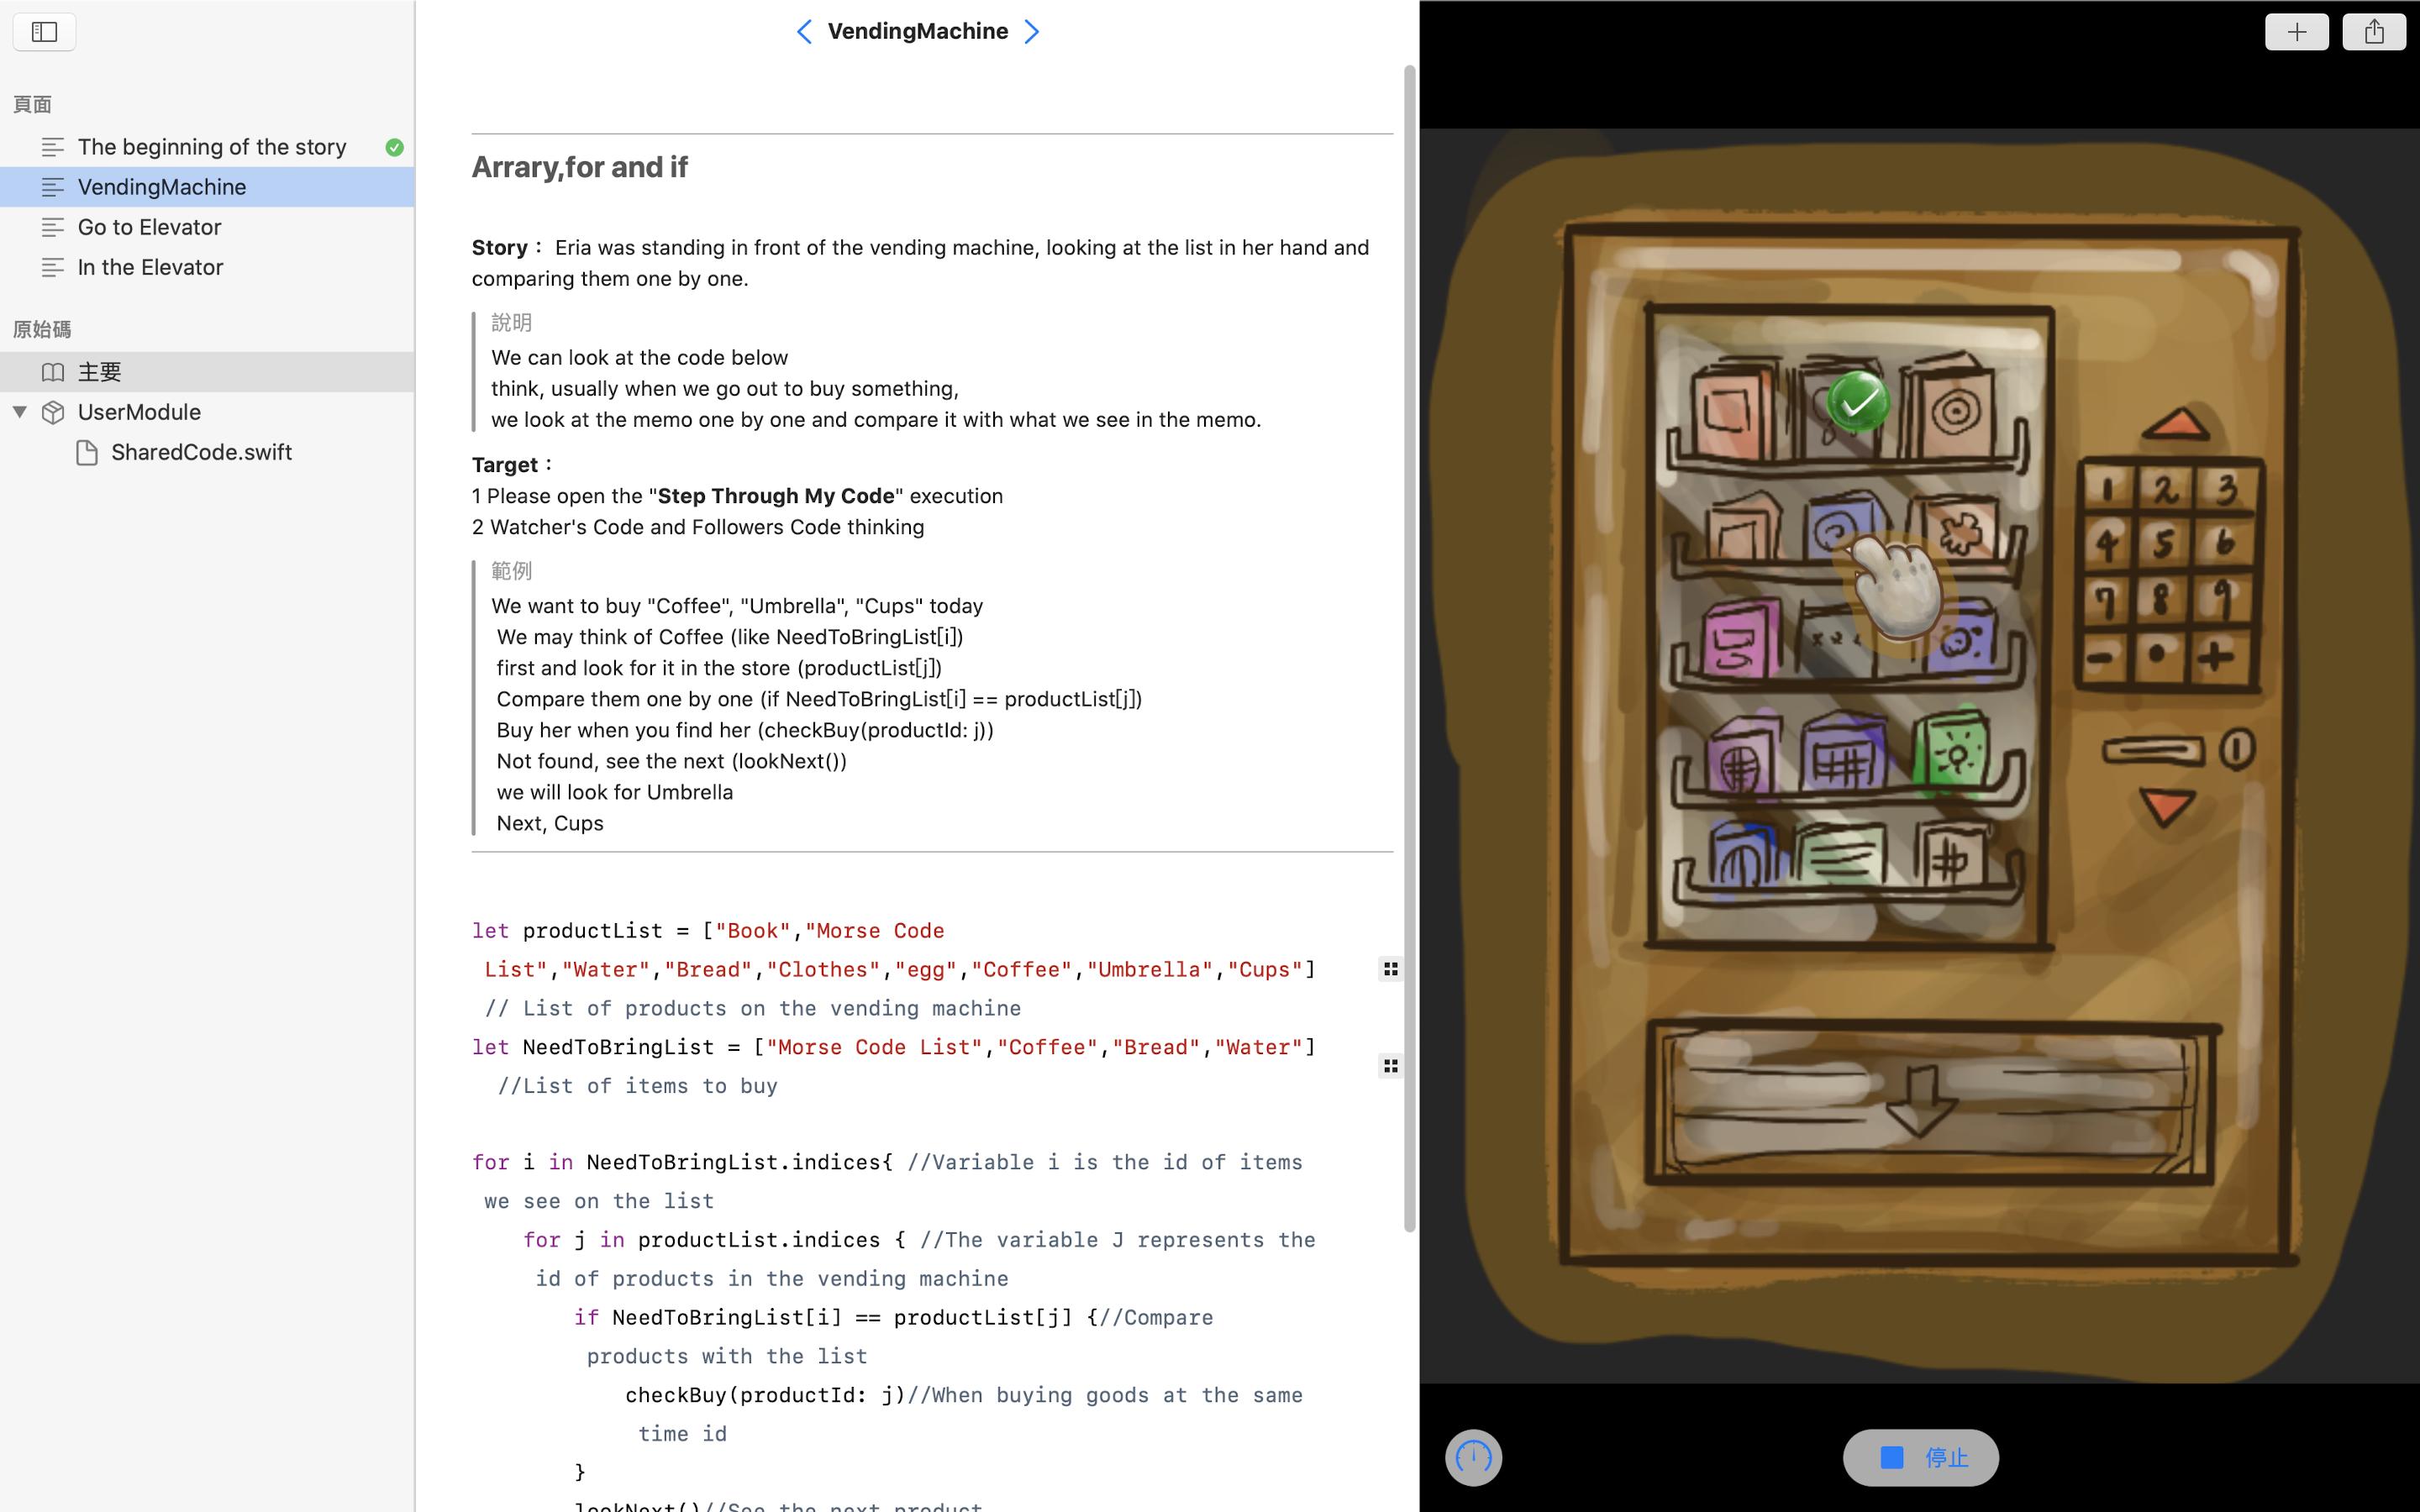 VendingMachine
頁面
The beginning of the story
VendingMachine
Go to Elevator
In the Elevator
原始碼
主要
UserModule
SharedCode.swift
Arrary,for and if
Story： Eria was standing in front of the vending machine, looking at the list in her hand and
comparing them one by one.
說明
We can look at the code below
think, usually when we go out to buy something,
we look at the memo one by one and compare it with what we see in the memo.
Target：
1 Please open the "Step Through My Code" execution
2 Watcher's Code and Followers Code thinking
範例
We want to buy "Coffee", "Umbrella", "Cups" today
We may think of Coffee (like NeedToBringList[i])
first and look for it in the store (productList[j])
Compare them one by one (if NeedToBringList[i] == productList[j])
Buy her when you find her (checkBuy(productId: j))
Not found, see the next (lookNext())
we will look for Umbrella
Next, Cups
let productList = ["Book","Morse Code
List","Water","Bread","Clothes","egg","Coffee","Umbrella","Cups"]
// List of products on the vending machine
let NeedToBringList = ["Morse Code List","Coffee","Bread","Water"]
//List of items to buy
for i in NeedToBringList.indices{ //Variable i is the id of items
we see on the list
for j in productList.indices { //The variable J represents the
id of products in the vending machine
if NeedToBringList[i] == productList[j] {//Compare
products with the list
checkBuy(productId: j)//When buying goods at the same
time id
}
lookNext()//See the next product
1 2 3
4 5 6
7 8 9
- • +
停止